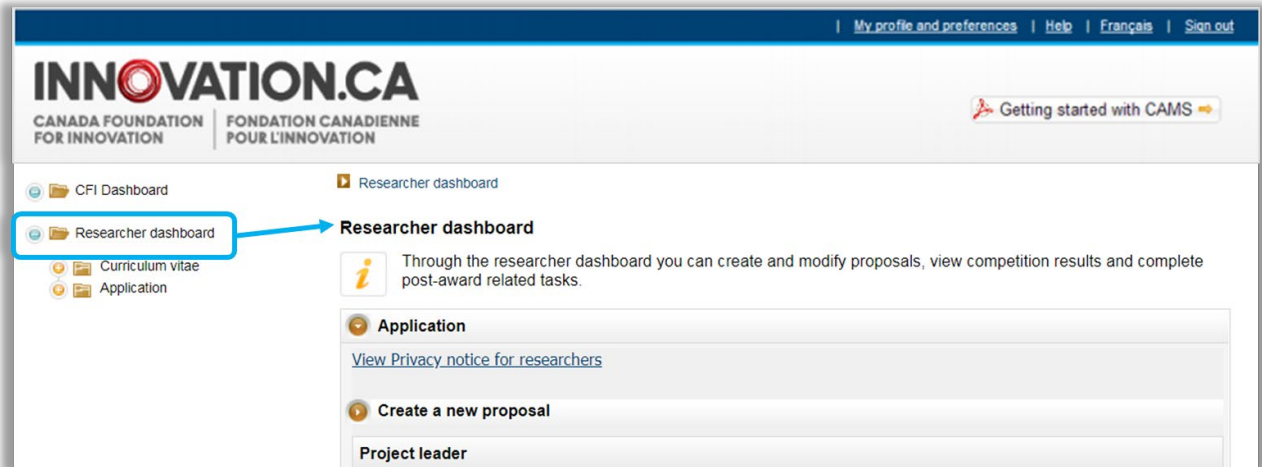 | My profile and preferences | Help | Français | Sign out
INNOVATION.CA
CANADA FOUNDATION FOR INNOVATION
FONDATION CANADIENNE POUR L'INNOVATION
Getting started with CAMS
CFI Dashboard
Researcher dashboard
Curriculum vitae
Application
Researcher dashboard
Researcher dashboard
Through the researcher dashboard you can create and modify proposals, view competition results and complete
post-award related tasks.
Application
View Privacy notice for researchers
Create a new proposal
Project leader